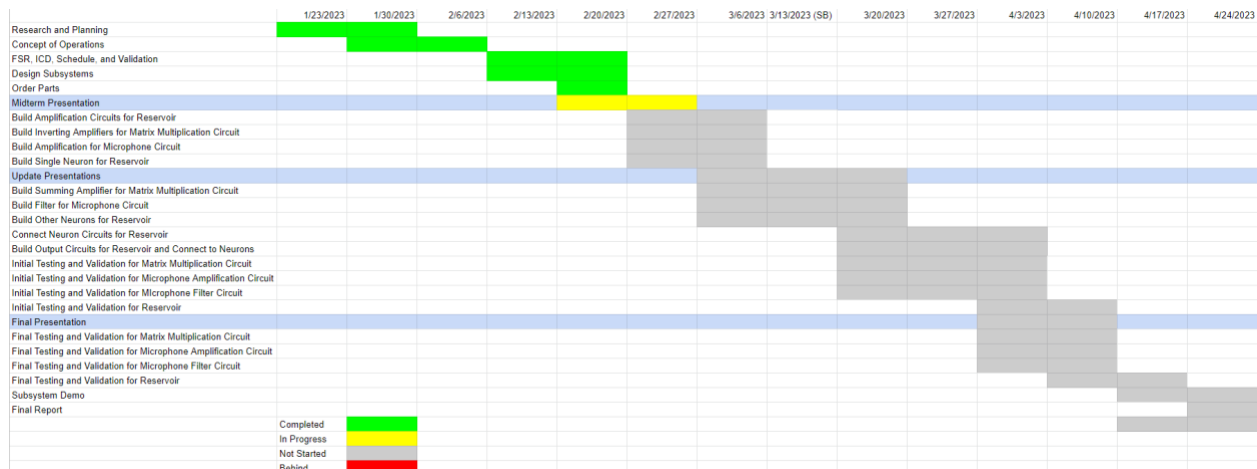 1/23/2023 1/30/2023 2/6/2023 2/13/2023 2/20/2023 2/27/2023 3/6/2023 3/13/2023 (SB) 3/20/2023 3/27/2023 4/3/2023 4/10/2023 4/17/2023 4/24/2023
Research and Planning
Concept of Operations
FSR, ICD, Schedule, and Validation
Design Subsystems
Order Parts
Midterm Presentation
Build Amplification Circuits for Reservoir
Build Inverting Amplifiers for Matrix Multiplication Circuit
Build Amplification for Microphone Circuit
Build Single Neuron for Reservoir
Update Presentations
Build Summing Amplifier for Matrix Multiplication Circuit
Build Filter for Microphone Circuit
Build Other Neurons for Reservoir
Connect Neuron Circuits for Reservoir
Build Output Circuits for Reservoir and Connect to Neurons
Initial Testing and Validation for Matrix Multiplication Circuit
Initial Testing and Validation for Microphone Amplification Circuit
Initial Testing and Validation for MIcrophone Filter Circuit
Initial Testing and Validation for Reservoir
Final Presentation
Final Testing and Validation for Matrix Multiplication Circuit
Final Testing and Validation for Microphone Amplification Circuit
Final Testing and Validation for Microphone Filter Circuit
Final Testing and Validation for Reservoir
Subsystem Demo
Final Report
Completed
In Progress
Not Started
Behind